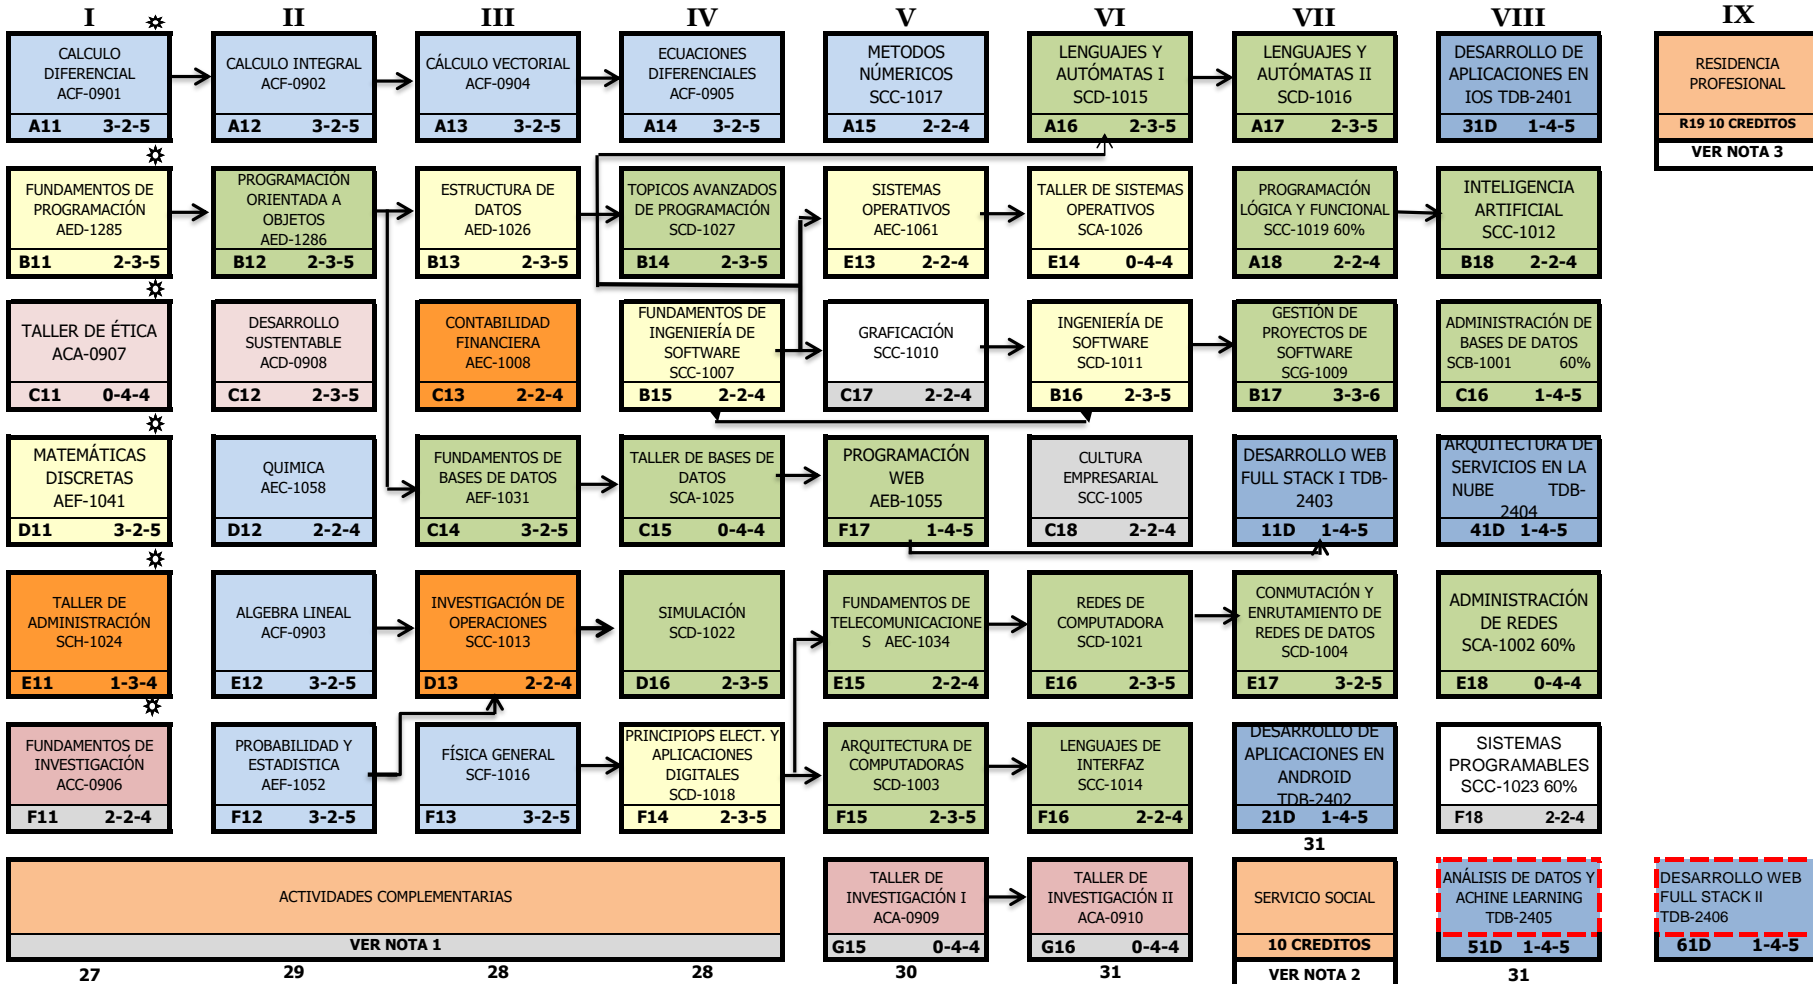 I II III IV V VI VII VIII IX
CALCULO
DIFERENCIAL
ACF-0901
A11 3-2-5
CALCULO INTEGRAL
ACF-0902
A12 3-2-5
CÁLCULO VECTORIAL
ACF-0904
A13 3-2-5
ECUACIONES
DIFERENCIALES
ACF-0905
A14 3-2-5
METODOS
NÚMERICOS
SCC-1017
A15 2-2-4
LENGUAJES Y
AUTÓMATAS I
SCD-1015
A16 2-3-5
LENGUAJES Y
AUTÓMATAS II
SCD-1016
A17 2-3-5
DESARROLLO DE
APLICACIONES EN
IOS TDB-2401
31D 1-4-5
RESIDENCIA
PROFESIONAL
R19 10 CREDITOS
VER NOTA 3
FUNDAMENTOS DE
PROGRAMACIÓN
AED-1285
B11 2-3-5
PROGRAMACIÓN
ORIENTADA A
OBJETOS
AED-1286
B12 2-3-5
ESTRUCTURA DE
DATOS
AED-1026
B13 2-3-5
TOPICOS AVANZADOS
DE PROGRAMACIÓN
SCD-1027
B14 2-3-5
SISTEMAS
OPERATIVOS
AEC-1061
E13 2-2-4
TALLER DE SISTEMAS
OPERATIVOS
SCA-1026
E14 0-4-4
PROGRAMACIÓN
LÓGICA Y FUNCIONAL
SCC-1019 60%
A18 2-2-4
INTELIGENCIA
ARTIFICIAL
SCC-1012
B18 2-2-4
TALLER DE ÉTICA
ACA-0907
C11 0-4-4
DESARROLLO
SUSTENTABLE
ACD-0908
C12 2-3-5
CONTABILIDAD
FINANCIERA
AEC-1008
C13 2-2-4
FUNDAMENTOS DE
INGENIERÍA DE
SOFTWARE
SCC-1007
B15 2-2-4
GRAFICACIÓN
SCC-1010
C17 2-2-4
INGENIERÍA DE
SOFTWARE
SCD-1011
B16 2-3-5
GESTIÓN DE
PROYECTOS DE
SOFTWARE
SCG-1009
B17 3-3-6
ADMINISTRACIÓN DE
BASES DE DATOS
SCB-1001 60%
C16 1-4-5
MATEMÁTICAS
DISCRETAS
AEF-1041
D11 3-2-5
QUIMICA
AEC-1058
D12 2-2-4
FUNDAMENTOS DE
BASES DE DATOS
AEF-1031
C14 3-2-5
TALLER DE BASES DE
DATOS
SCA-1025
C15 0-4-4
PROGRAMACIÓN
WEB
AEB-1055
F17 1-4-5
CULTURA
EMPRESARIAL
SCC-1005
C18 2-2-4
DESARROLLO WEB
FULL STACK I TDB-
2403
11D 1-4-5
ARQUITECTURA DE
SERVICIOS EN LA
NUBE TDB-
2404
41D 1-4-5
TALLER DE
ADMINISTRACIÓN
SCH-1024
E11 1-3-4
ALGEBRA LINEAL
ACF-0903
E12 3-2-5
INVESTIGACIÓN DE
OPERACIONES
SCC-1013
D13 2-2-4
SIMULACIÓN
SCD-1022
D16 2-3-5
FUNDAMENTOS DE
TELECOMUNICACIONE
S AEC-1034
E15 2-2-4
REDES DE
COMPUTADORA
SCD-1021
E16 2-3-5
CONMUTACIÓN Y
ENRUTAMIENTO DE
REDES DE DATOS
SCD-1004
E17 3-2-5
ADMINISTRACIÓN
DE REDES
SCA-1002 60%
E18 0-4-4
FUNDAMENTOS DE
INVESTIGACIÓN
ACC-0906
F11 2-2-4
PROBABILIDAD Y
ESTADISTICA
AEF-1052
F12 3-2-5
FÍSICA GENERAL
SCF-1016
F13 3-2-5
PRINCIPIOPS ELECT. Y
APLICACIONES
DIGITALES
SCD-1018
F14 2-3-5
ARQUITECTURA DE
COMPUTADORAS
SCD-1003
F15 2-3-5
LENGUAJES DE
INTERFAZ
SCC-1014
F16 2-2-4
DESARROLLO DE
APLICACIONES EN
ANDROID
TDB-2402
21D 1-4-5
SISTEMAS
PROGRAMABLES
SCC-1023 60%
F18 2-2-4
31
ACTIVIDADES COMPLEMENTARIAS
VER NOTA 1
TALLER DE
INVESTIGACIÓN I
ACA-0909
G15 0-4-4
TALLER DE
INVESTIGACIÓN II
ACA-0910
G16 0-4-4
SERVICIO SOCIAL
10 CREDITOS
VER NOTA 2
ANÁLISIS DE DATOS Y
ACHINE LEARNING
TDB-2405
51D 1-4-5
DESARROLLO WEB
FULL STACK II
TDB-2406
61D 1-4-5
27 29 28 28 30 31 31